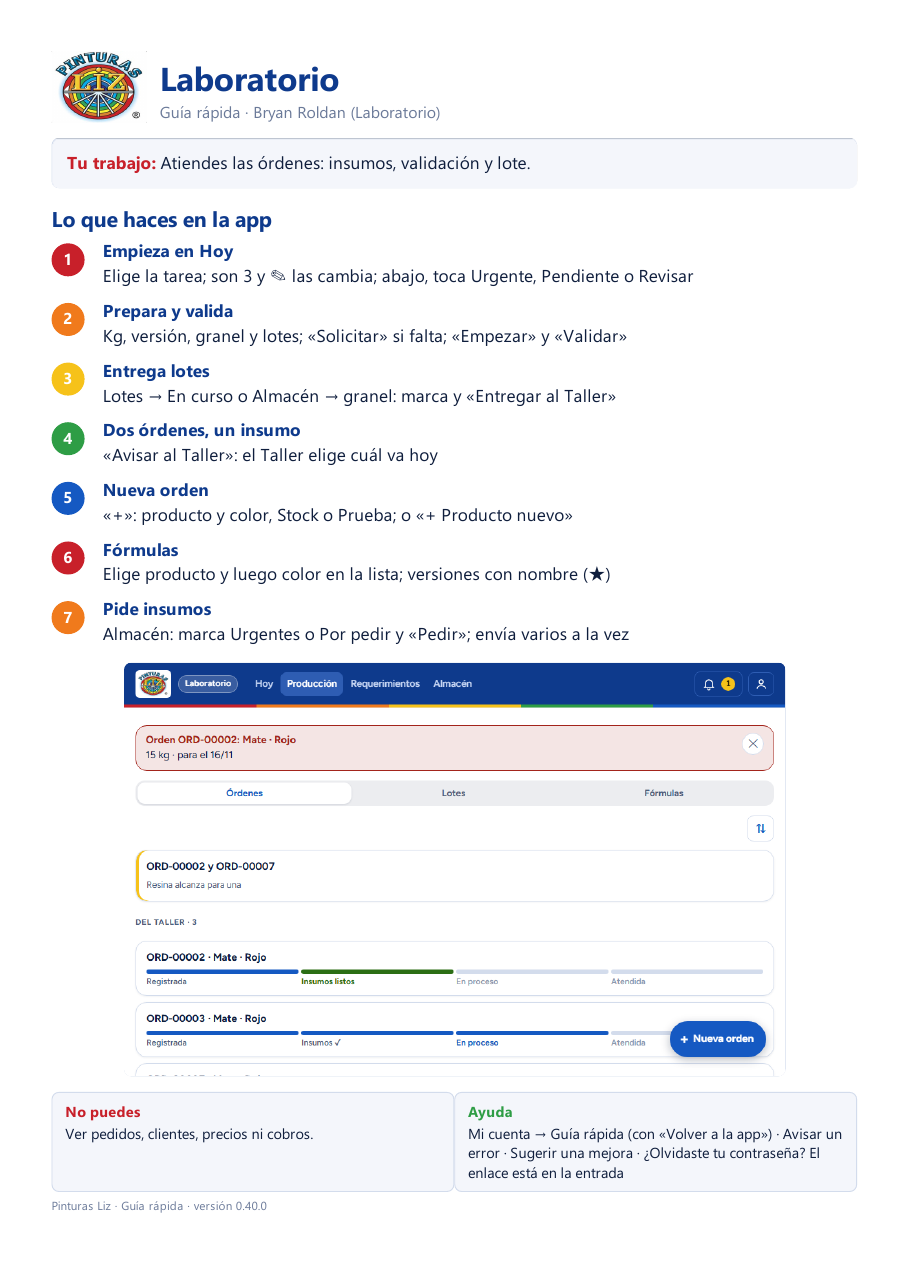 PINTURAS
LIZ
®
Laboratorio
Guía rápida · Bryan Roldan (Laboratorio)
Tu trabajo: Atiendes las órdenes: insumos, validación y lote.
Lo que haces en la app
1
Empieza en Hoy
Elige la tarea; son 3 y ✎ las cambia; abajo, toca Urgente, Pendiente o Revisar
2
Prepara y valida
Kg, versión, granel y lotes; «Solicitar» si falta; «Empezar» y «Validar»
3
Entrega lotes
Lotes → En curso o Almacén → granel: marca y «Entregar al Taller»
4
Dos órdenes, un insumo
«Avisar al Taller»: el Taller elige cuál va hoy
5
Nueva orden
«+»: producto y color, Stock o Prueba; o «+ Producto nuevo»
6
Fórmulas
Elige producto y luego color en la lista; versiones con nombre (★)
7
Pide insumos
Almacén: marca Urgentes o Por pedir y «Pedir»; envía varios a la vez
PINTURAS LIZ Laboratorio Hoy Producción Requerimientos Almacén 1
Orden ORD-00002: Mate · Rojo
15 kg · para el 16/11
Órdenes Lotes Fórmulas
ORD-00002 y ORD-00007
Resina alcanza para una
DEL TALLER · 3
ORD-00002 · Mate · Rojo
Registrada Insumos listos En proceso Atendida
ORD-00003 · Mate · Rojo
Registrada Insumos ✓ En proceso Atendida
+ Nueva orden
No puedes
Ver pedidos, clientes, precios ni cobros.
Ayuda
Mi cuenta → Guía rápida (con «Volver a la app») · Avisar un
error · Sugerir una mejora · ¿Olvidaste tu contraseña? El
enlace está en la entrada
Pinturas Liz · Guía rápida · versión 0.40.0